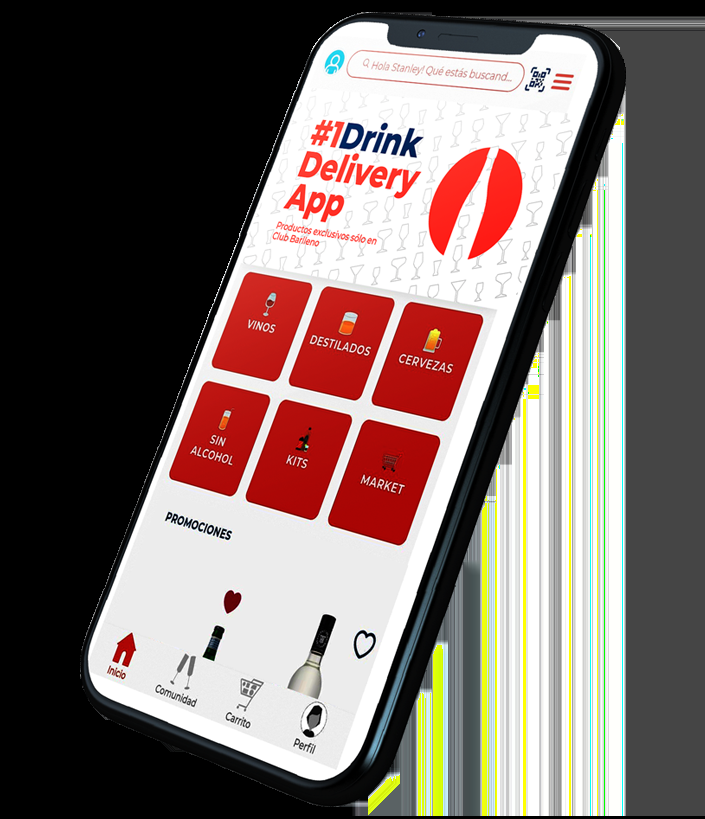 Hola Stanley! Qué estás buscand...
#1Drink
Delivery
App
Productos exclusivos sólo en
Club Barileno
VINOS
DESTILADOS
CERVEZAS
SIN
ALCOHOL
KITS
MARKET
PROMOCIONES
Inicio
Comunidad
Carrito
Perfil